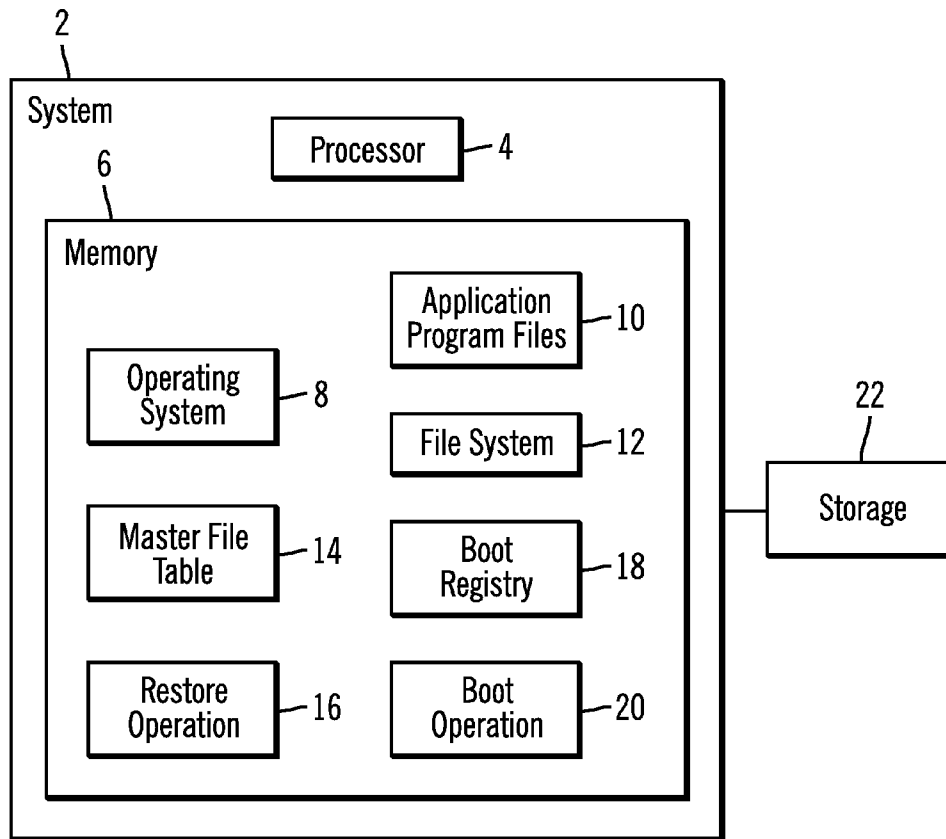 2
System
Processor
4
6
Memory
Application
Program Files
10
Operating
System
8
File System
12
22
Storage
Master File
Table
14
Boot
Registry
18
Restore
Operation
16
Boot
Operation
20